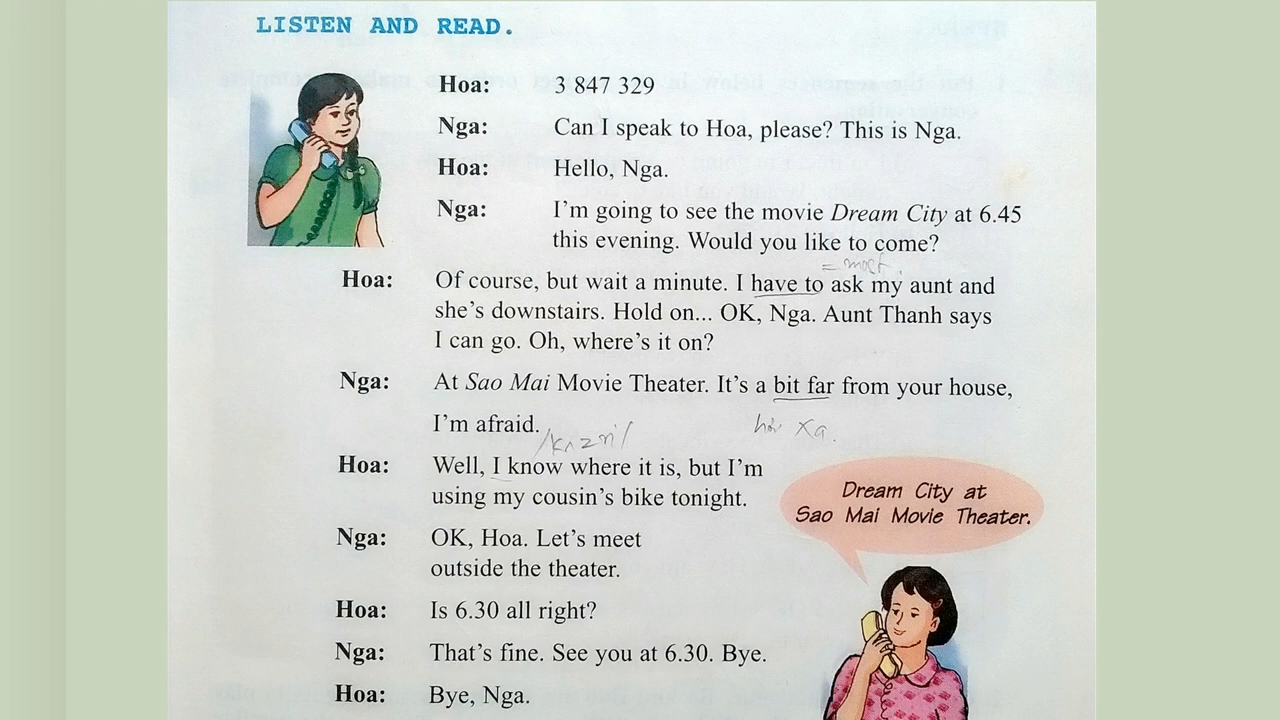 LISTEN AND READ.
Hoa: 3 847 329
Nga: Can I speak to Hoa, please? This is Nga.
Hoa: Hello, Nga.
Nga: I'm going to see the movie Dream City at 6.45
this evening. Would you like to come?
= most
Hoa: Of course, but wait a minute. I have to ask my aunt and
she's downstairs. Hold on... OK, Nga. Aunt Thanh says
I can go. Oh, where's it on?
Nga: At Sao Mai Movie Theater. It's a bit far from your house,
I'm afraid.
hơi xa.
Hoa: Well, I know where it is, but I'm
using my cousin's bike tonight.
Dream City at
Sao Mai Movie Theater.
Nga: OK, Hoa. Let's meet
outside the theater.
Hoa: Is 6.30 all right?
Nga: That's fine. See you at 6.30. Bye.
Hoa: Bye, Nga.